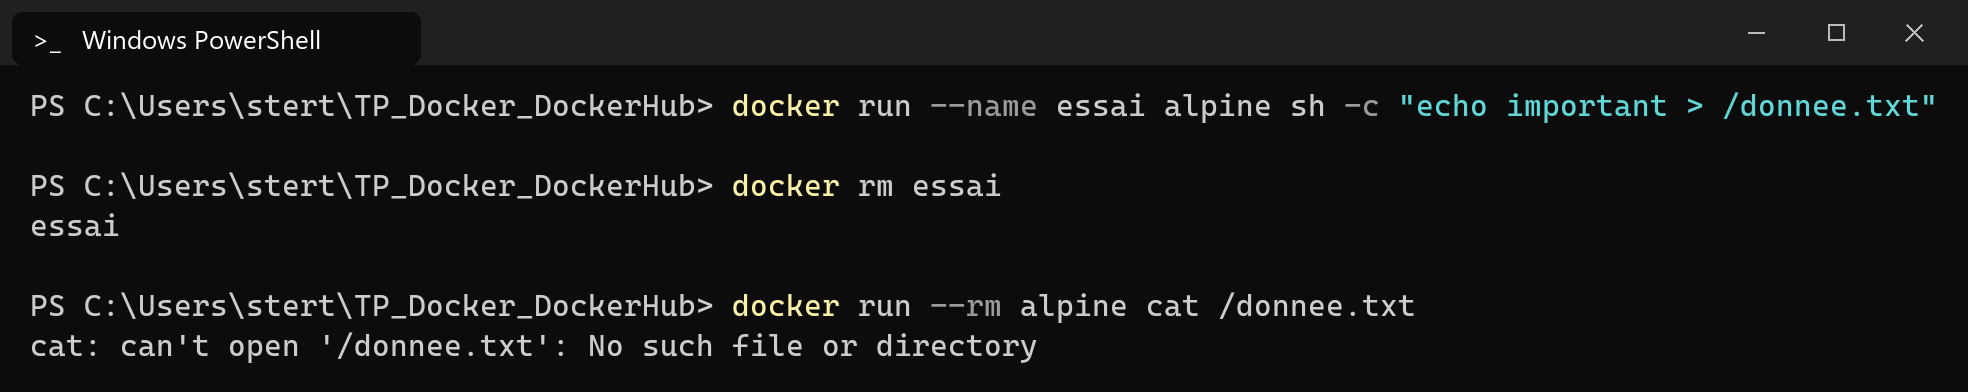 >_ Windows PowerShell
PS C:\Users\stert\TP_Docker_DockerHub> docker run --name essai alpine sh -c "echo important > /donnee.txt"
PS C:\Users\stert\TP_Docker_DockerHub> docker rm essai
essai
PS C:\Users\stert\TP_Docker_DockerHub> docker run --rm alpine cat /donnee.txt
cat: can't open '/donnee.txt': No such file or directory